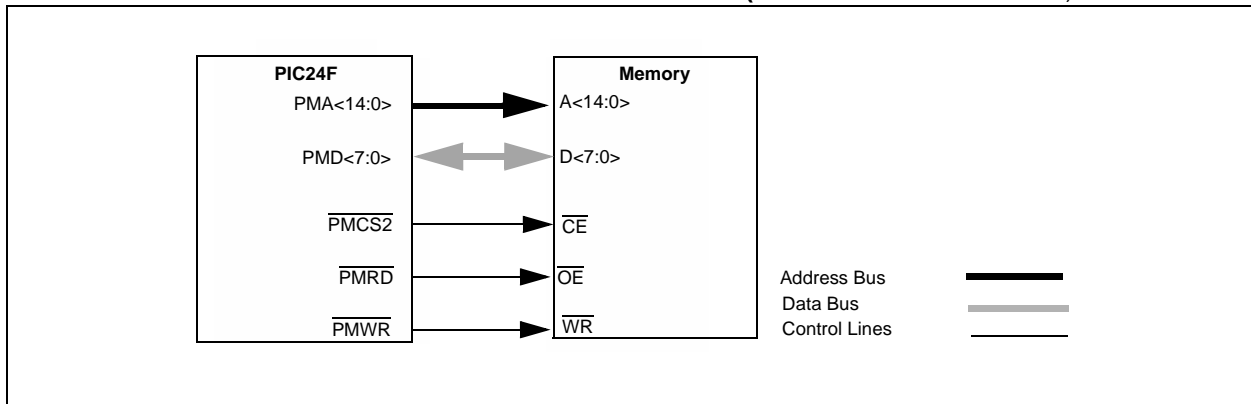 PIC24F
Memory
PMA<14:0>
A<14:0>
PMD<7:0>
D<7:0>
PMCS2
CE
PMRD
OE
PMWR
WR
Address Bus
Data Bus
Control Lines